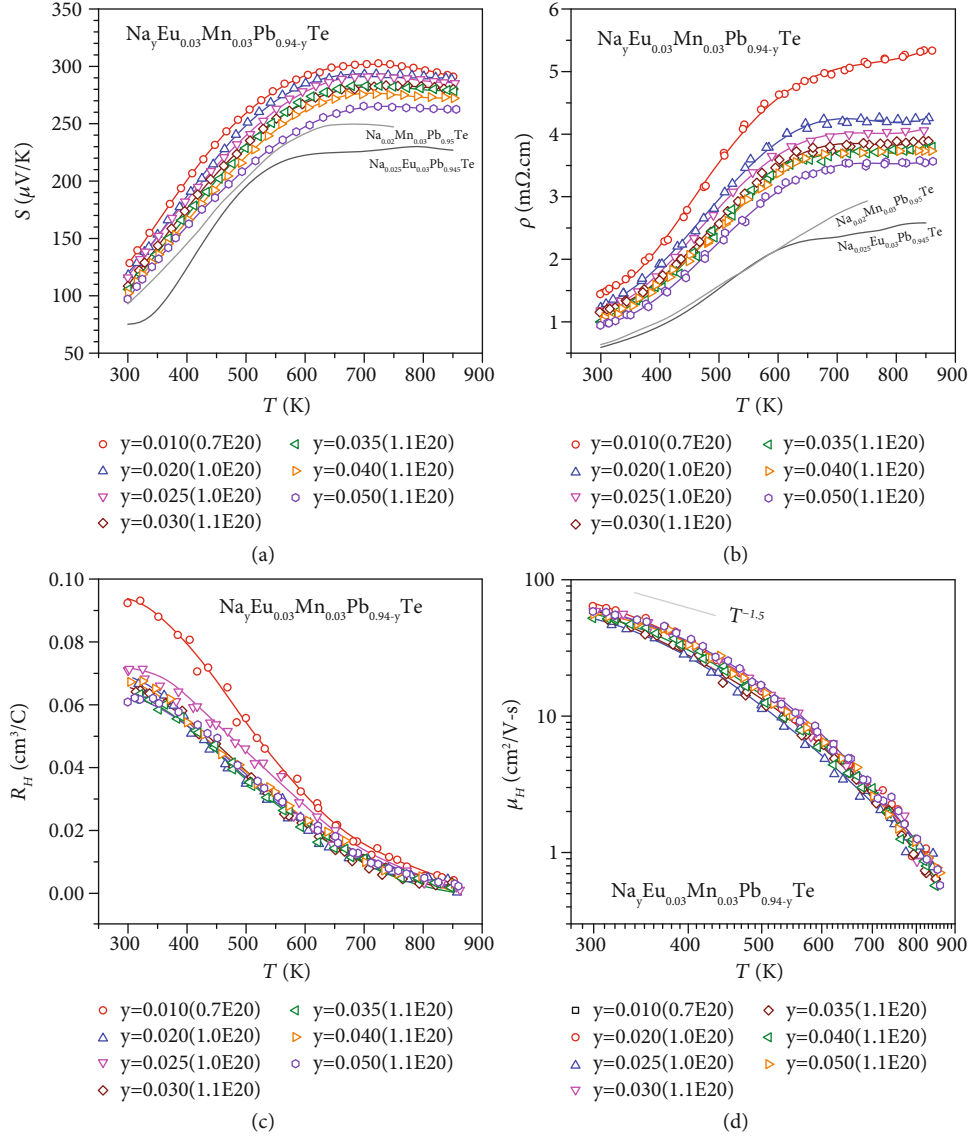 Na_yEu_0.03Mn_0.03Pb_0.94-yTe
S (μV/K)
350
300
250
200
150
100
50
Na_0.02Mn_0.03Pb_0.95Te
Na_0.025Eu_0.03Pb_0.945Te
300 400 500 600 700 800 900
T (K)
y=0.010(0.7E20) y=0.035(1.1E20)
y=0.020(1.0E20) y=0.040(1.1E20)
y=0.025(1.0E20) y=0.050(1.1E20)
y=0.030(1.1E20)
(a)
Na_yEu_0.03Mn_0.03Pb_0.94-yTe
ρ (mΩ.cm)
6
5
4
3
2
1
Na_0.02Mn_0.03Pb_0.95Te
Na_0.025Eu_0.03Pb_0.945Te
300 400 500 600 700 800 900
T (K)
y=0.010(0.7E20) y=0.035(1.1E20)
y=0.020(1.0E20) y=0.040(1.1E20)
y=0.025(1.0E20) y=0.050(1.1E20)
y=0.030(1.1E20)
(b)
Na_yEu_0.03Mn_0.03Pb_0.94-yTe
R_H (cm³/C)
0.10
0.08
0.06
0.04
0.02
0.00
300 400 500 600 700 800 900
T (K)
y=0.010(0.7E20) y=0.035(1.1E20)
y=0.020(1.0E20) y=0.040(1.1E20)
y=0.025(1.0E20) y=0.050(1.1E20)
y=0.030(1.1E20)
(c)
T^−1.5
μ_H (cm²/V-s)
100
10
1
Na_yEu_0.03Mn_0.03Pb_0.94-yTe
300 400 500 600 700 800 900
T (K)
y=0.010(0.7E20) y=0.035(1.1E20)
y=0.020(1.0E20) y=0.040(1.1E20)
y=0.025(1.0E20) y=0.050(1.1E20)
y=0.030(1.1E20)
(d)